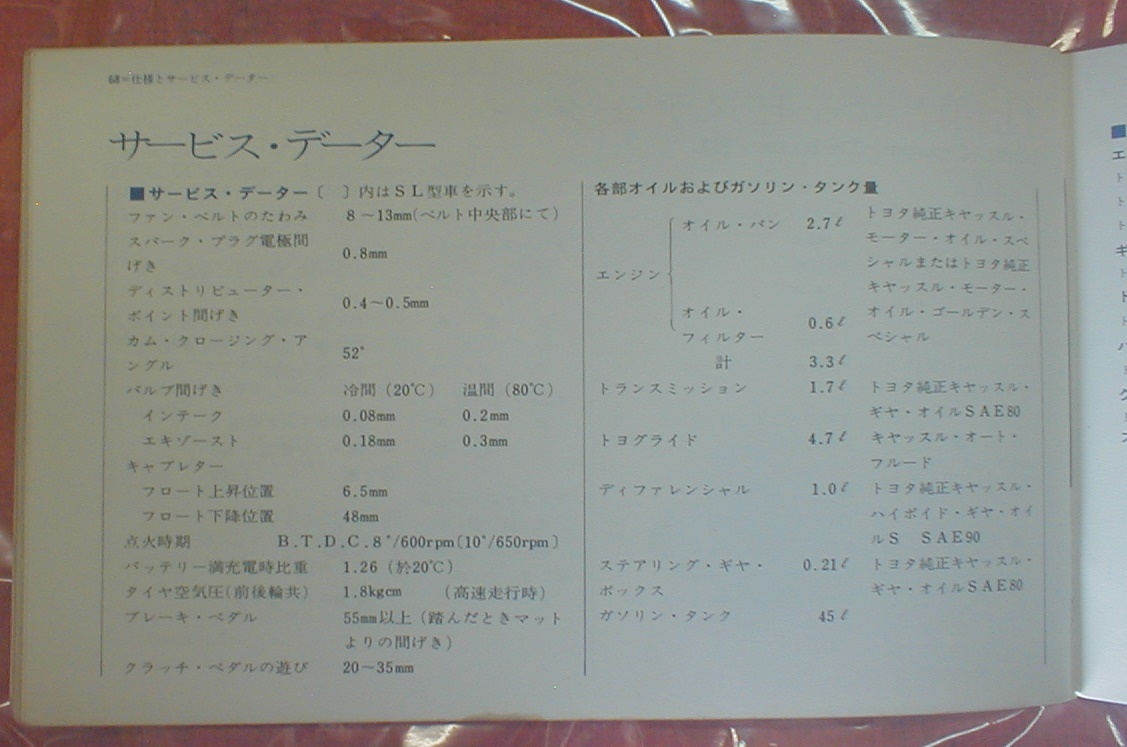 68=仕様とサービス・データー
サービス・データー
■サービス・データー〔　〕内はＳＬ型車を示す。
ファン・ベルトのたわみ 8～13mm(ベルト中央部にて)
スパーク・プラグ電極間
げき 0.8mm
ディストリビューター・
ポイント間げき 0.4～0.5mm
カム・クロージング・ア
ングル 52°
バルブ間げき 冷間（20℃） 温間（80℃）
インテーク 0.08mm 0.2mm
エキゾースト 0.18mm 0.3mm
キャブレター
フロート上昇位置 6.5mm
フロート下降位置 48mm
点火時期 B.T.D.C.8°/600rpm〔10°/650rpm〕
バッテリー満充電時比重 1.26（於20℃）
タイヤ空気圧(前後輪共) 1.8kgcm （高速走行時）
ブレーキ・ペダル 55mm以上（踏んだときマット
よりの間げき）
クラッチ・ペダルの遊び 20～35mm
各部オイルおよびガソリン・タンク量
エンジン
オイル・パン 2.7ℓ
オイル・
フィルター 0.6ℓ
計 3.3ℓ
トヨタ純正キャッスル・
モーター・オイル・スペ
シャルまたはトヨタ純正
キャッスル・モーター・
オイル・ゴールデン・ス
ペシャル
トランスミッション 1.7ℓ トヨタ純正キャッスル・
ギヤ・オイルSAE80
トヨグライド 4.7ℓ キャッスル・オート・
フルード
ディファレンシャル 1.0ℓ トヨタ純正キャッスル・
ハイポイド・ギヤ・オイ
ルS SAE90
ステアリング・ギヤ・ 0.21ℓ トヨタ純正キャッスル・
ボックス ギヤ・オイルSAE80
ガソリン・タンク 45ℓ